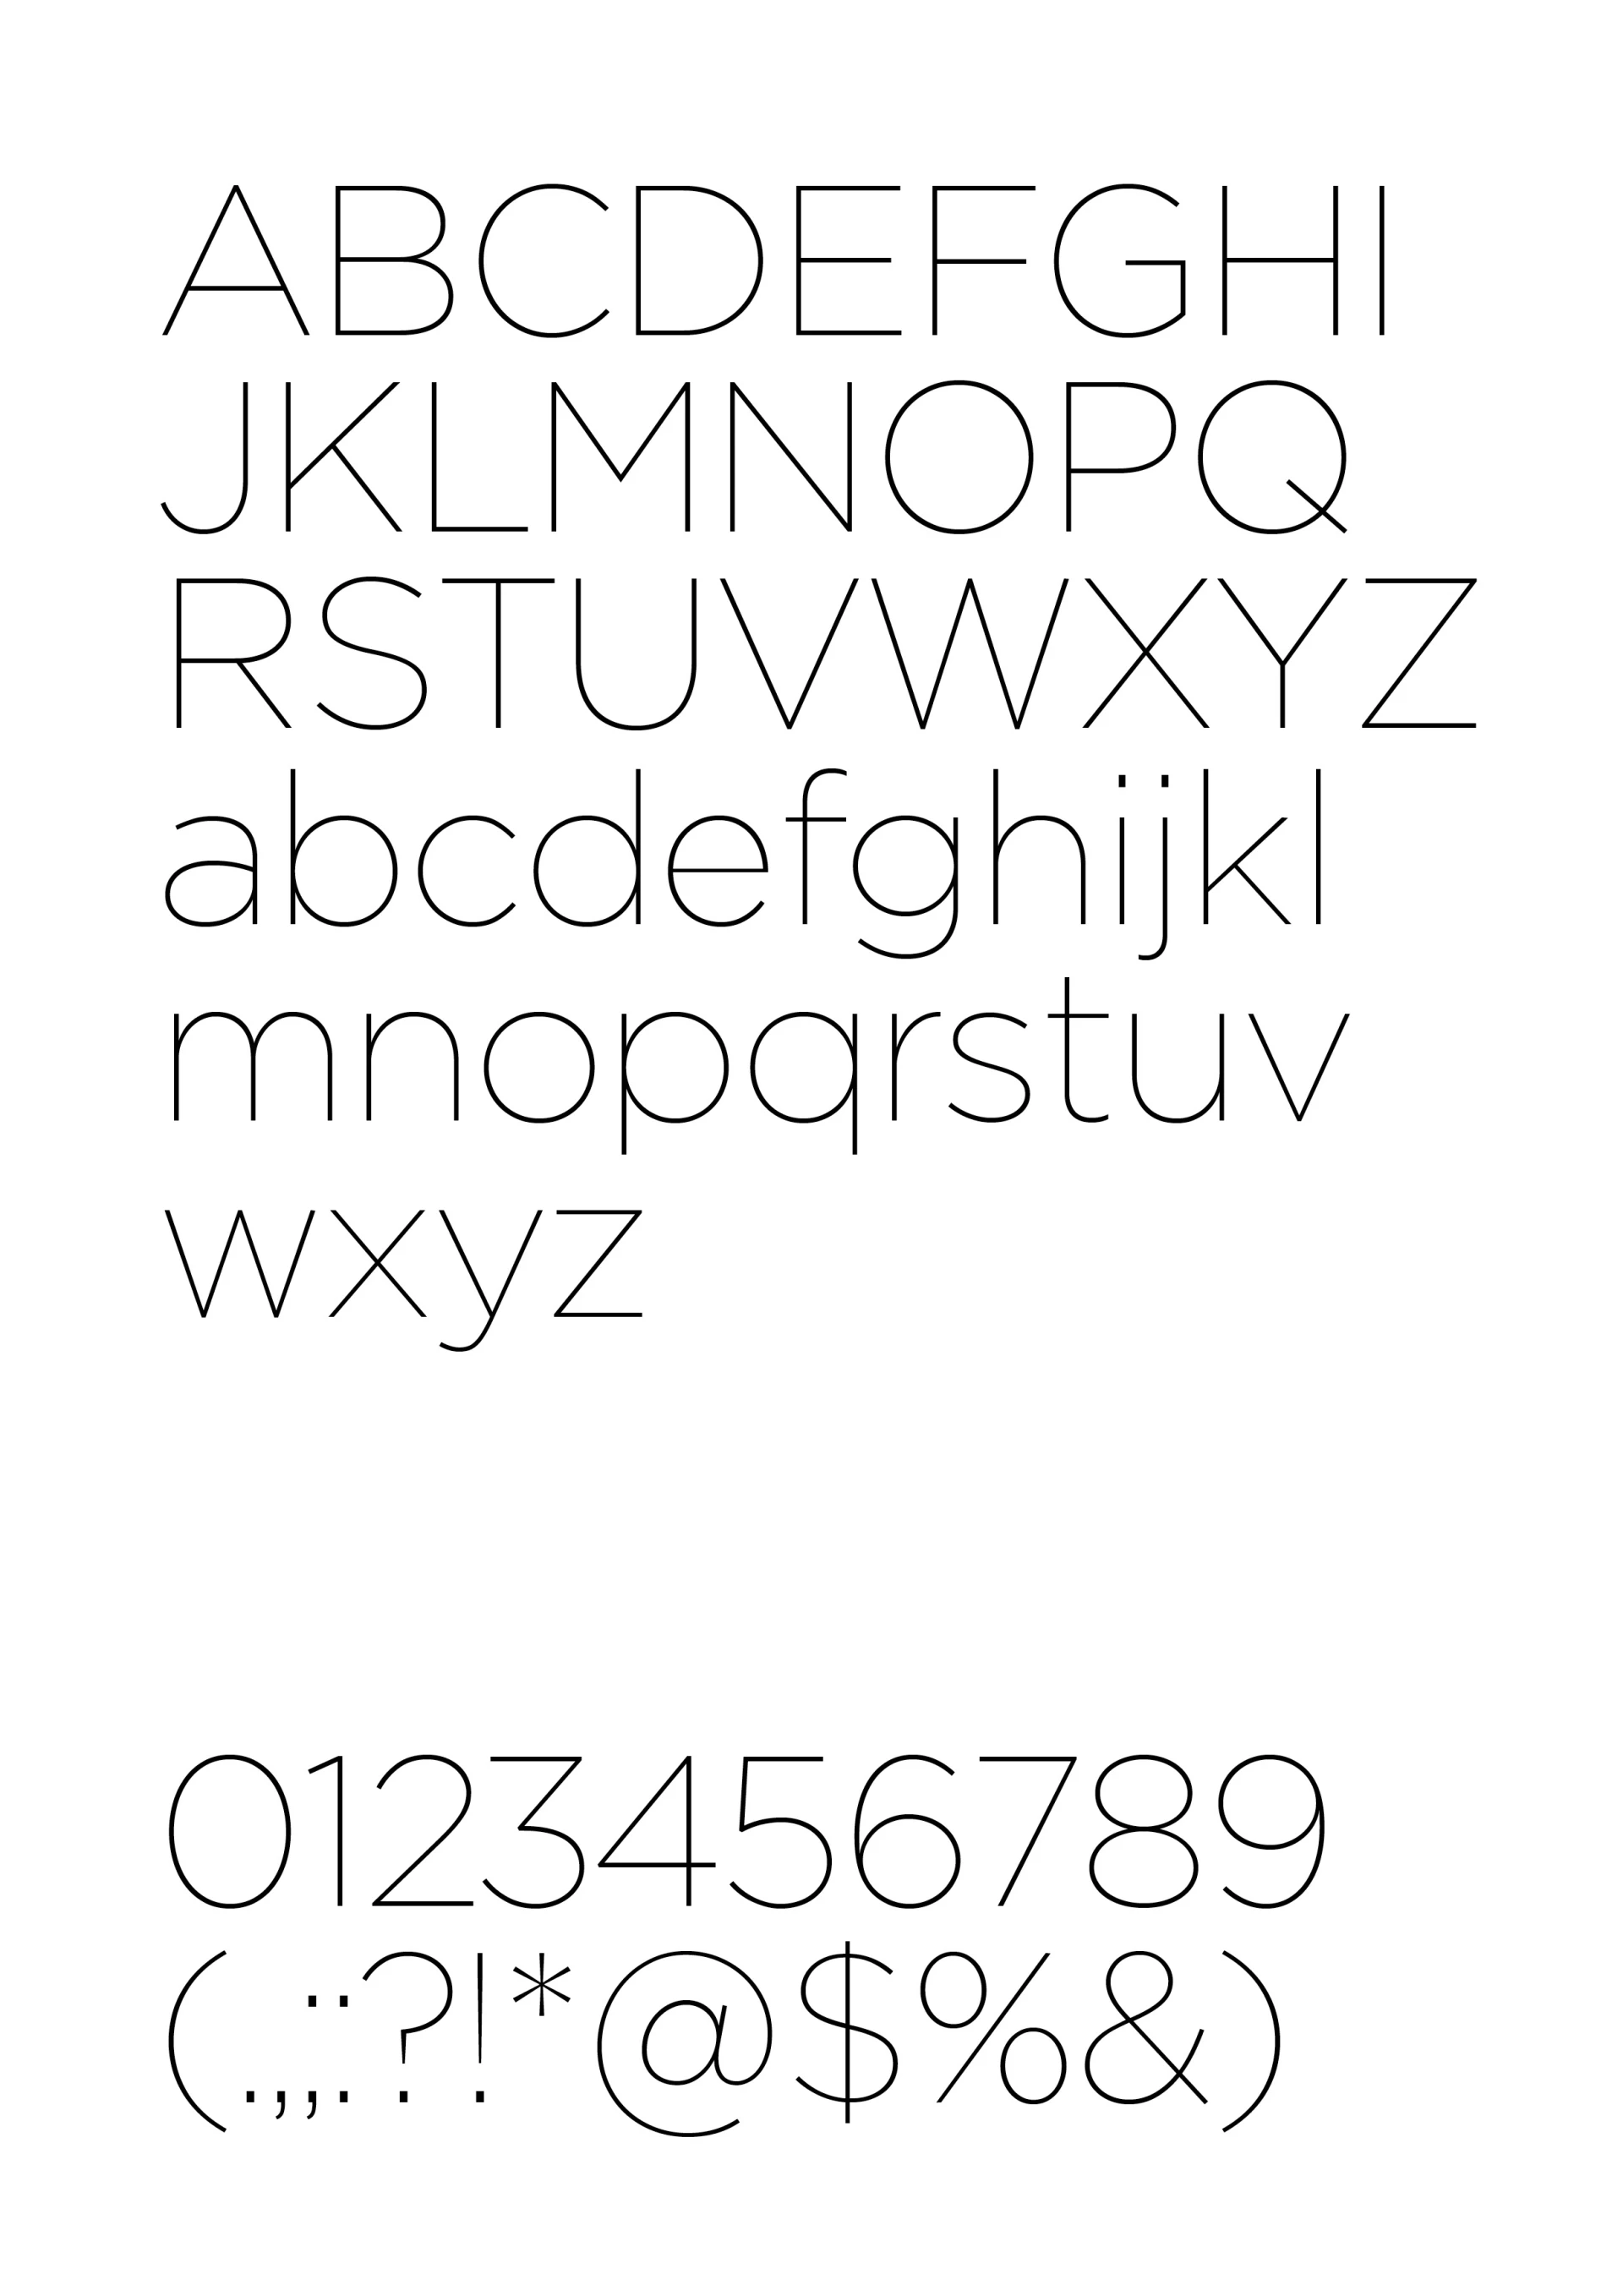 ABCDEFGHI
JKLMNOPQ
RSTUVWXYZ
abcdefghijkl
mnopqrstuv
wxyz
0123456789
(.,;:?!*@$%&)